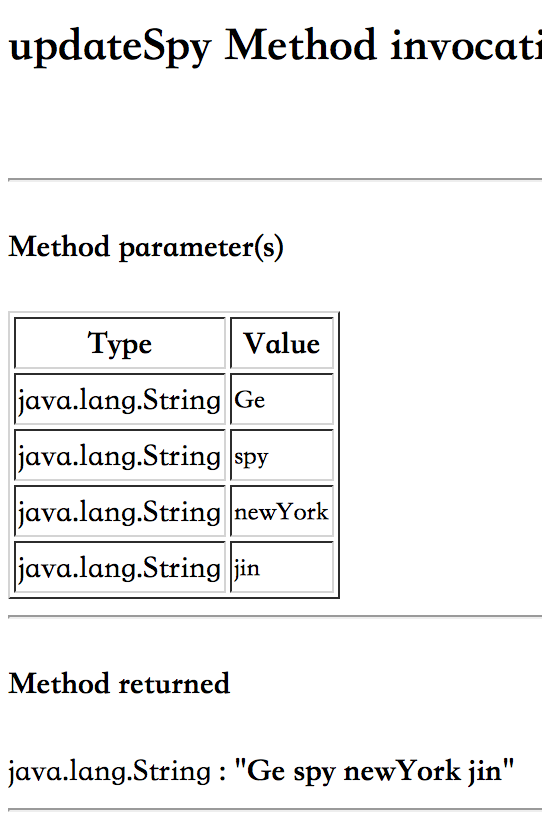 updateSpy Method invocati
Method parameter(s)
Type Value
java.lang.String Ge
java.lang.String spy
java.lang.String newYork
java.lang.String jin
Method returned
java.lang.String : "Ge spy newYork jin"